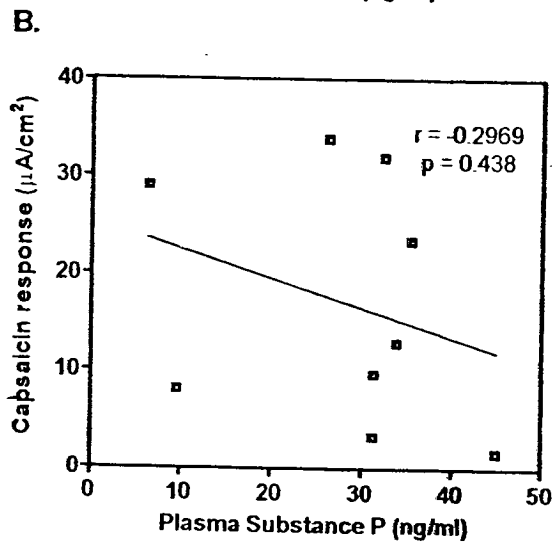 B.
40
30
20
10
0
Capsaicin response (µA/cm²)
r = -0.2969
p = 0.438
0 10 20 30 40 50
Plasma Substance P (ng/ml)